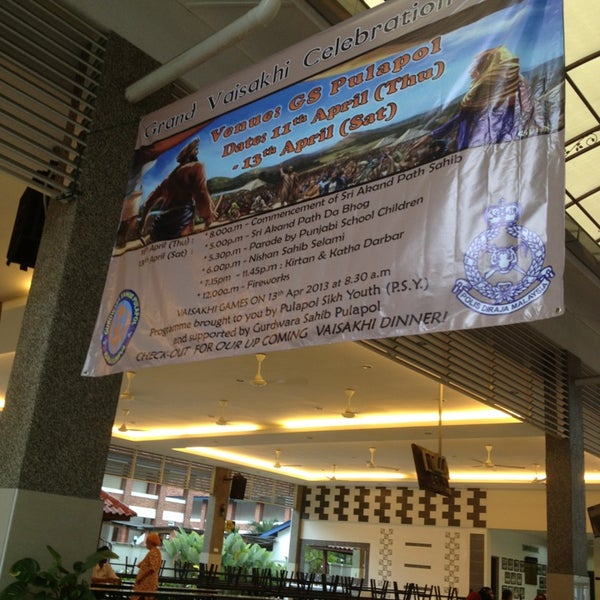 Grand Vaisakhi Celebration
Venue: GS Pulapol
Date: 11th April (Thu)
- 13th April (Sat)
11th April (Thu) : • 8.00a.m - Commencement of Sri Akand Path Sahib
13th April (Sat) : • 5.00p.m - Sri Akand Path Da Bhog
• 5.30p.m - Parade by Punjabi School Children
• 6.00p.m - Nishan Sahib Selami
• 7.15pm - 11.45p.m : Kirtan & Katha Darbar
• 12.00a.m - Fireworks
VAISAKHI GAMES ON 13th Apr 2013 at 8.30 a.m
Programme brought to you by Pulapol Sikh Youth (P.S.Y.)
and supported by Gurdwara Sahib Pulapol
CHECK-OUT FOR OUR UP COMING VAISAKHI DINNER!
POLIS DIRAJA MALAYSIA